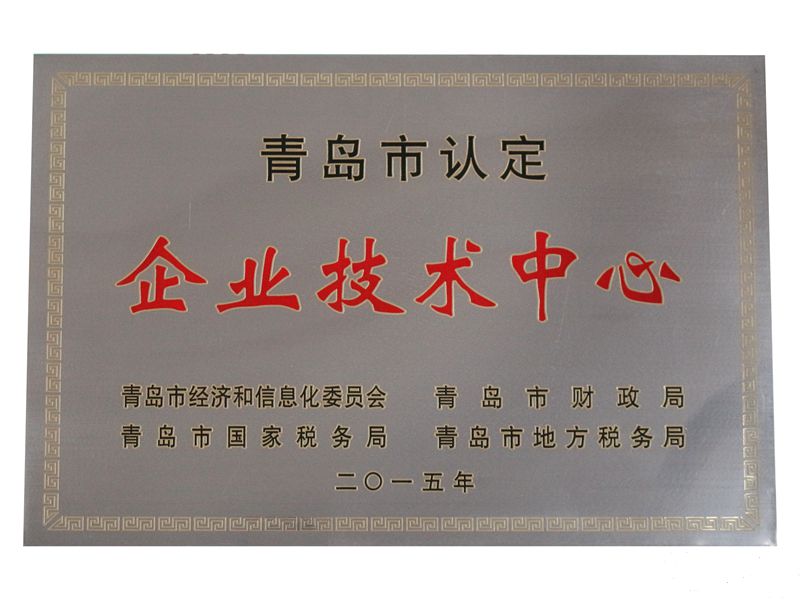 青岛市认定
企业技术中心
青岛市经济和信息化委员会 青岛市财政局
青岛市国家税务局 青岛市地方税务局
二〇一五年